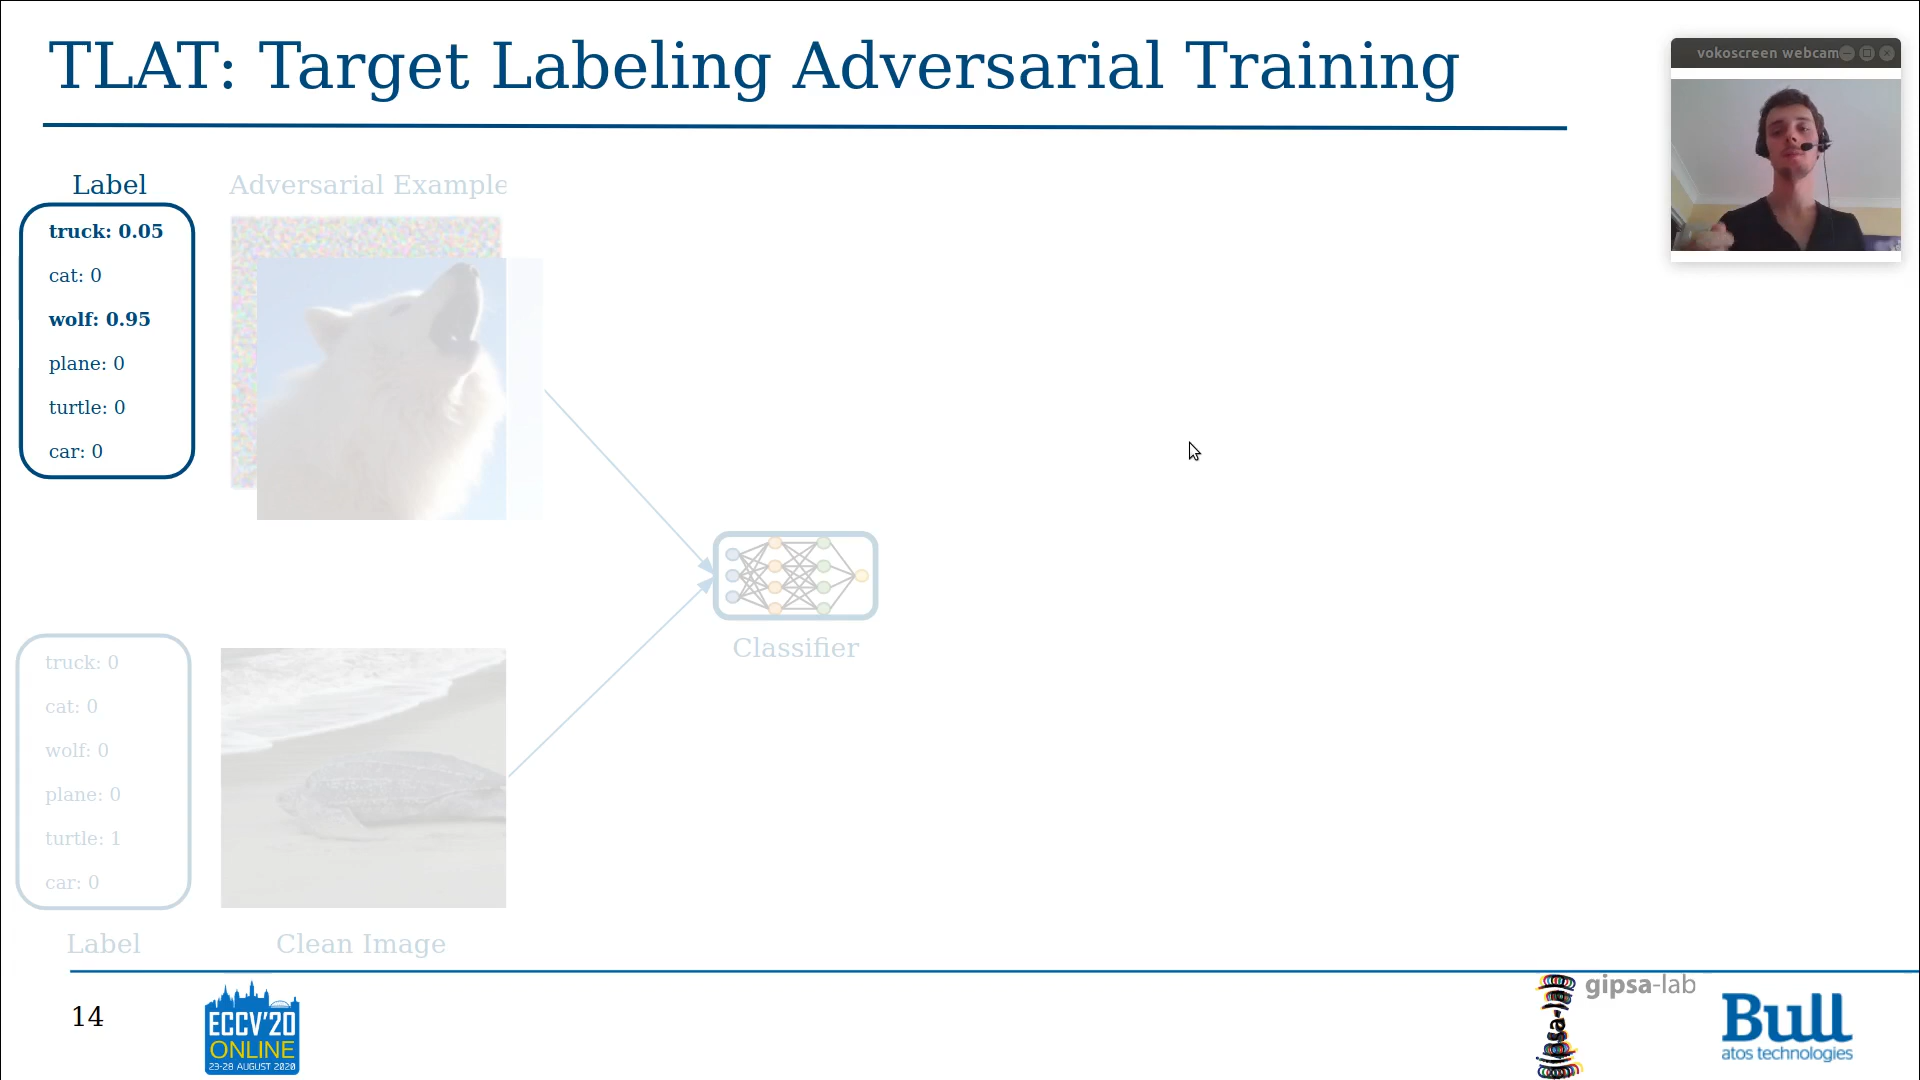 TLAT: Target Labeling Adversarial Training
vokoscreen webcam
Label
Adversarial Example
truck: 0.05
cat: 0
wolf: 0.95
plane: 0
turtle: 0
car: 0
Classifier
truck: 0
cat: 0
wolf: 0
plane: 0
turtle: 1
car: 0
Label
Clean Image
14
ECCV'20
ONLINE
23-28 AUGUST 2020
gipsa-lab
Bull
atos technologies